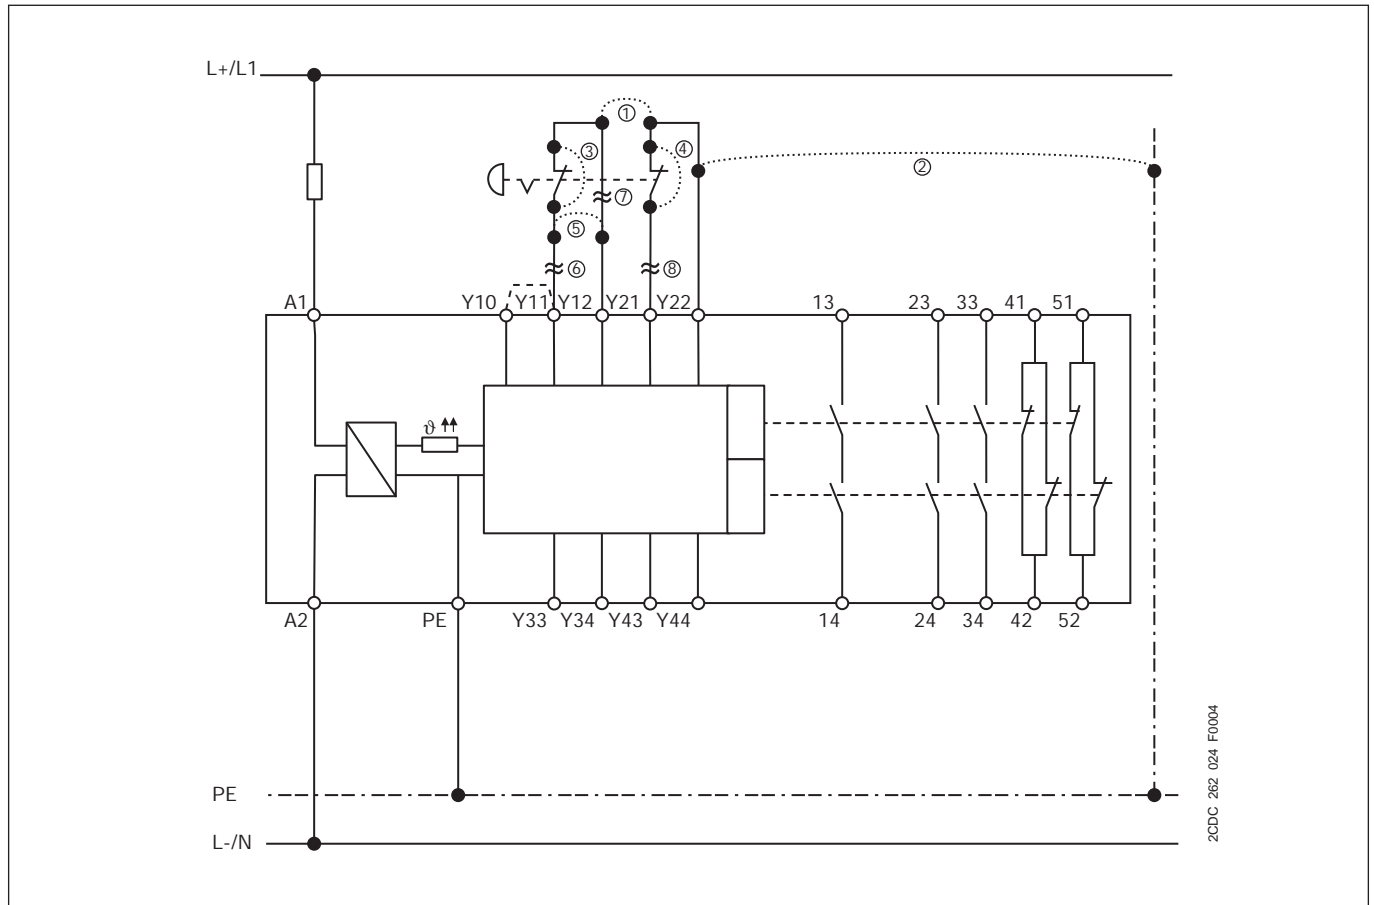 L+/L1
①
③
④
②
⑦
⑤
⑥
⑧
A1
Y10
Y11
Y12
Y21
Y22
13
23
33
41
51
ϑ
A2
PE
Y33
Y34
Y43
Y44
14
24
34
42
52
PE
L-/N
2CDC 262 024 F0004